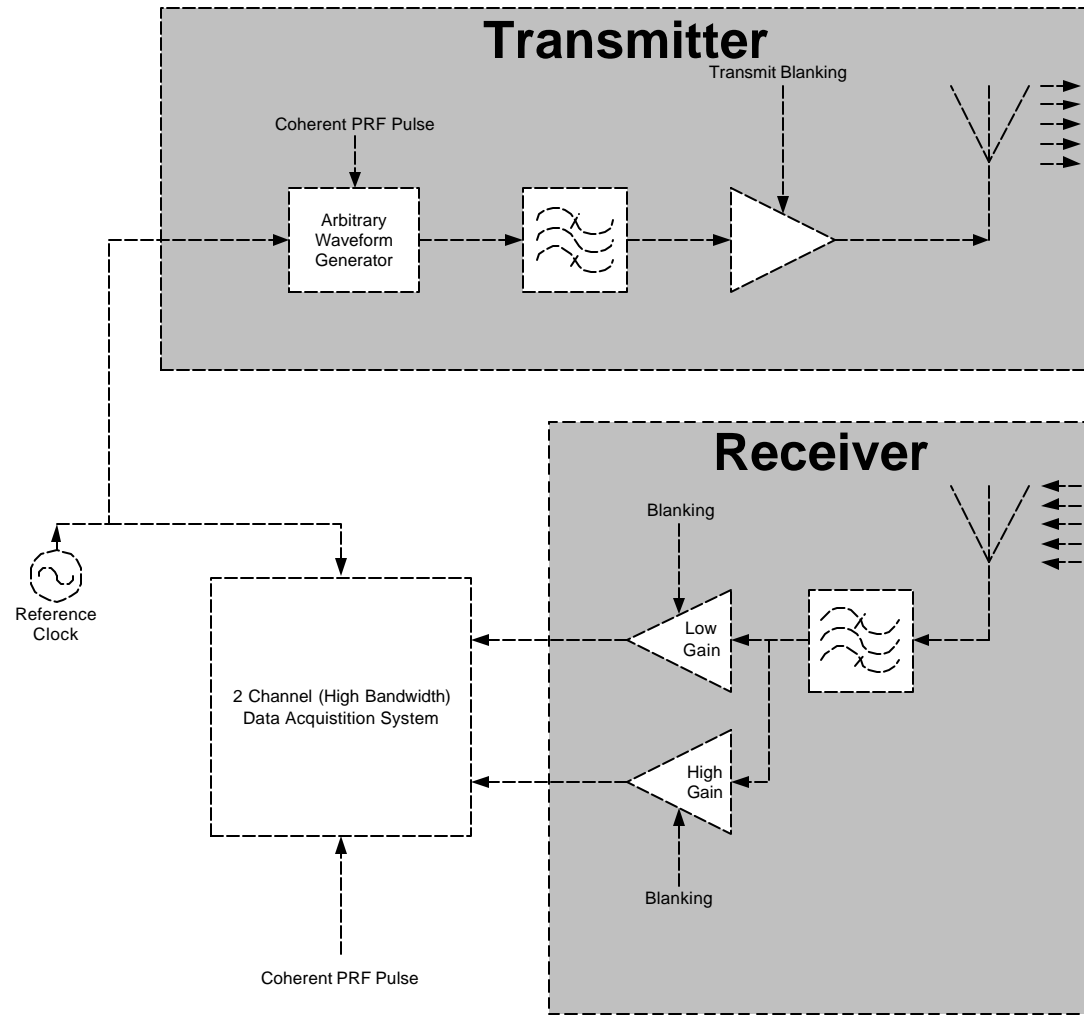 Transmitter
Transmit Blanking
Coherent PRF Pulse
Arbitrary
Waveform
Generator
Receiver
Blanking
Reference
Clock
Low
Gain
2 Channel (High Bandwidth)
Data Acquistition System
High
Gain
Blanking
Coherent PRF Pulse